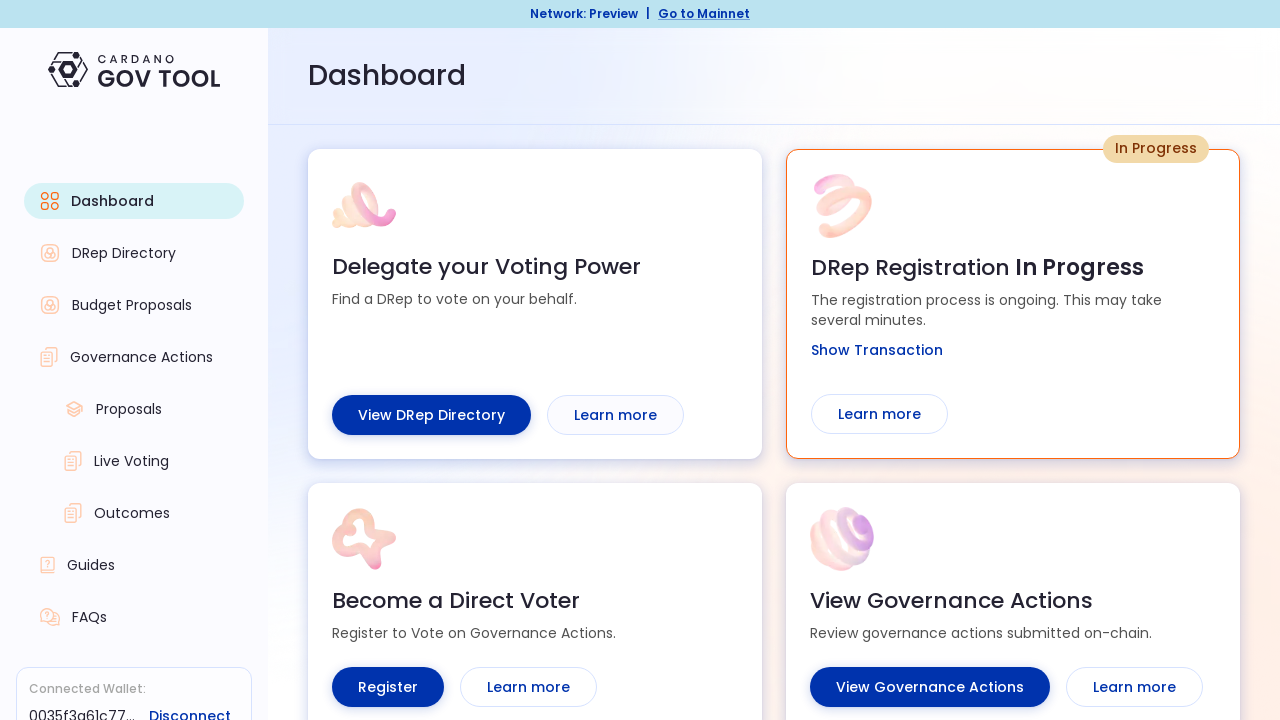 Network: Preview | Go to Mainnet
CARDANO
GOV TOOL
Dashboard
DRep Directory
Budget Proposals
Governance Actions
Proposals
Live Voting
Outcomes
Guides
FAQs
Connected Wallet:
0035f3a61c77... Disconnect
Dashboard
Delegate your Voting Power
Find a DRep to vote on your behalf.
View DRep Directory
Learn more
In Progress
DRep Registration In Progress
The registration process is ongoing. This may take
several minutes.
Show Transaction
Learn more
Become a Direct Voter
Register to Vote on Governance Actions.
Register
Learn more
View Governance Actions
Review governance actions submitted on-chain.
View Governance Actions
Learn more